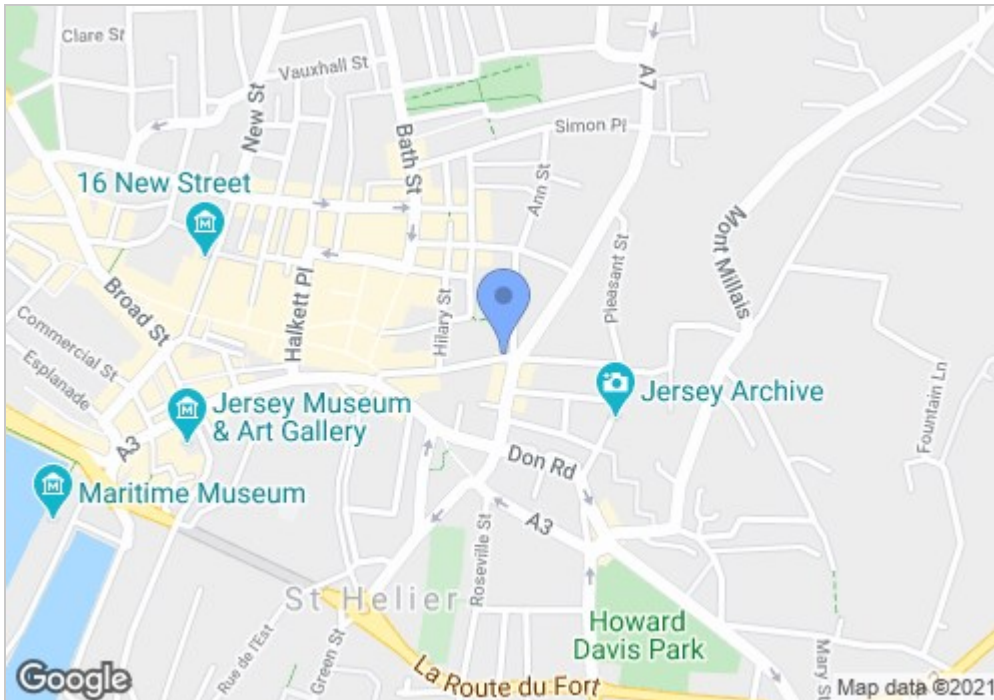 Clare St
Vauxhall St
New St
Bath St
A7
Simon Pl
Ann St
16 New Street
Pleasant St
Mont Millais
Halkett Pl
Broad St
Hilary St
Commercial St
Esplanade
Jersey Museum
& Art Gallery
Jersey Archive
Fountain Ln
A3
Don Rd
Maritime Museum
A3
Roseville St
St Helier
Howard
Davis Park
Rue de l'Est
Green St
La Route du Fort
Mary S
Google
Map data ©2021